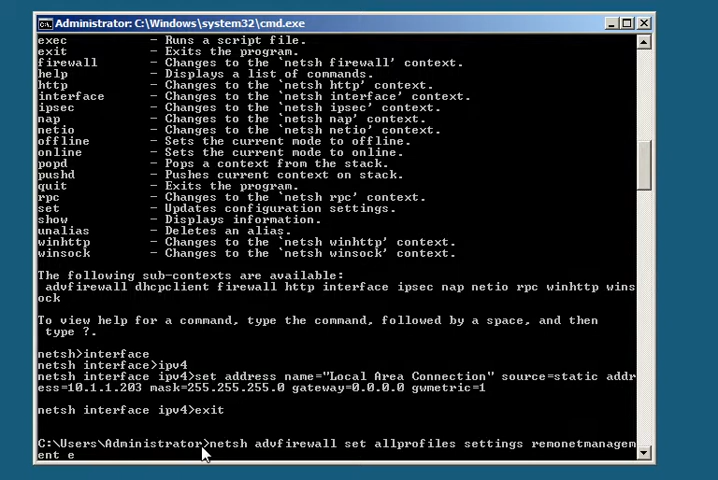 Administrator: C:\Windows\system32\cmd.exe
exec           - Runs a script file.
exit           - Exits the program.
firewall       - Changes to the `netsh firewall' context.
help           - Displays a list of commands.
http           - Changes to the `netsh http' context.
interface      - Changes to the `netsh interface' context.
ipsec          - Changes to the `netsh ipsec' context.
nap            - Changes to the `netsh nap' context.
netio          - Changes to the `netsh netio' context.
offline        - Sets the current mode to offline.
online         - Sets the current mode to online.
popd           - Pops a context from the stack.
pushd          - Pushes current context on stack.
quit           - Exits the program.
rpc            - Changes to the `netsh rpc' context.
set            - Updates configuration settings.
show           - Displays information.
unalias        - Deletes an alias.
winhttp        - Changes to the `netsh winhttp' context.
winsock        - Changes to the `netsh winsock' context.
The following sub-contexts are available:
advfirewall dhcpclient firewall http interface ipsec nap netio rpc winhttp wins
ock
To view help for a command, type the command, followed by a space, and then
type ?.
netsh>interface
netsh interface>ipv4
netsh interface ipv4>set address name="Local Area Connection" source=static addr
ess=10.1.1.203 mask=255.255.255.0 gateway=0.0.0.0 gwmetric=1
netsh interface ipv4>exit
C:\Users\Administrator>netsh advfirewall set allprofiles settings remonetmanagem
ent e